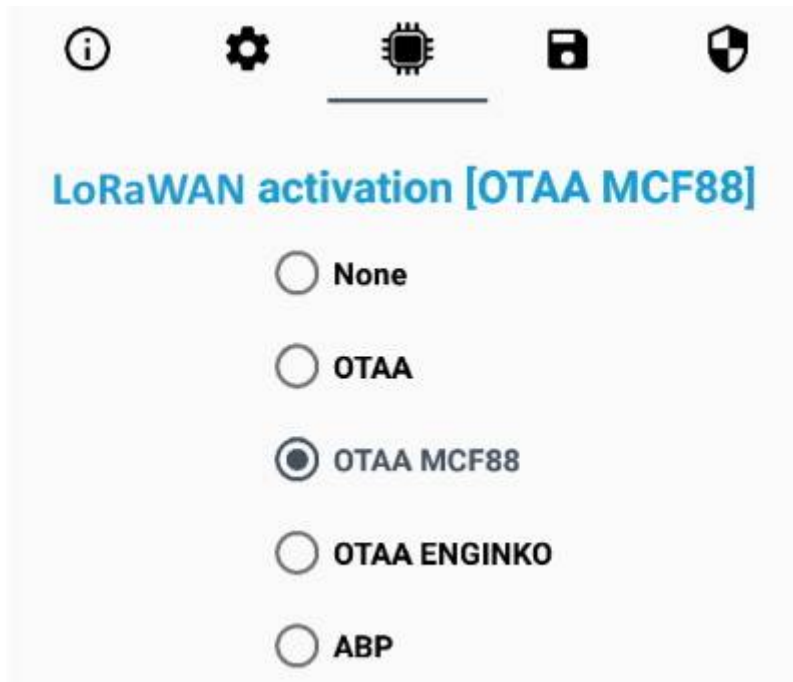 LoRaWAN activation [OTAA MCF88]
None
OTAA
OTAA MCF88
OTAA ENGINKO
ABP